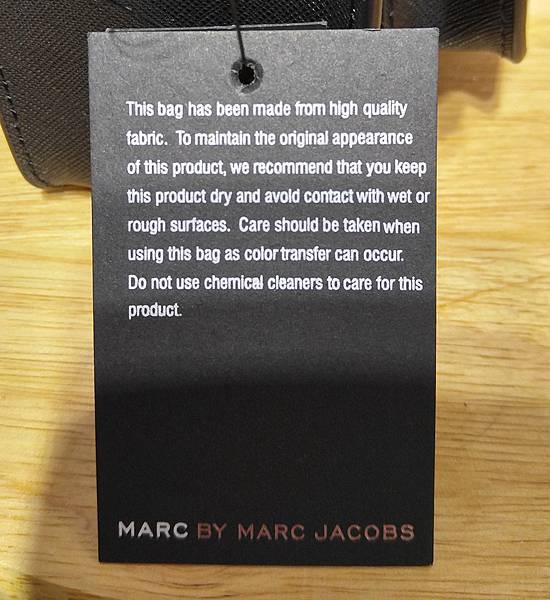 This bag has been made from high quality
fabric. To maintain the original appearance
of this product, we recommend that you keep
this product dry and avoid contact with wet or
rough surfaces. Care should be taken when
using this bag as color transfer can occur.
Do not use chemical cleaners to care for this
product.
MARC BY MARC JACOBS